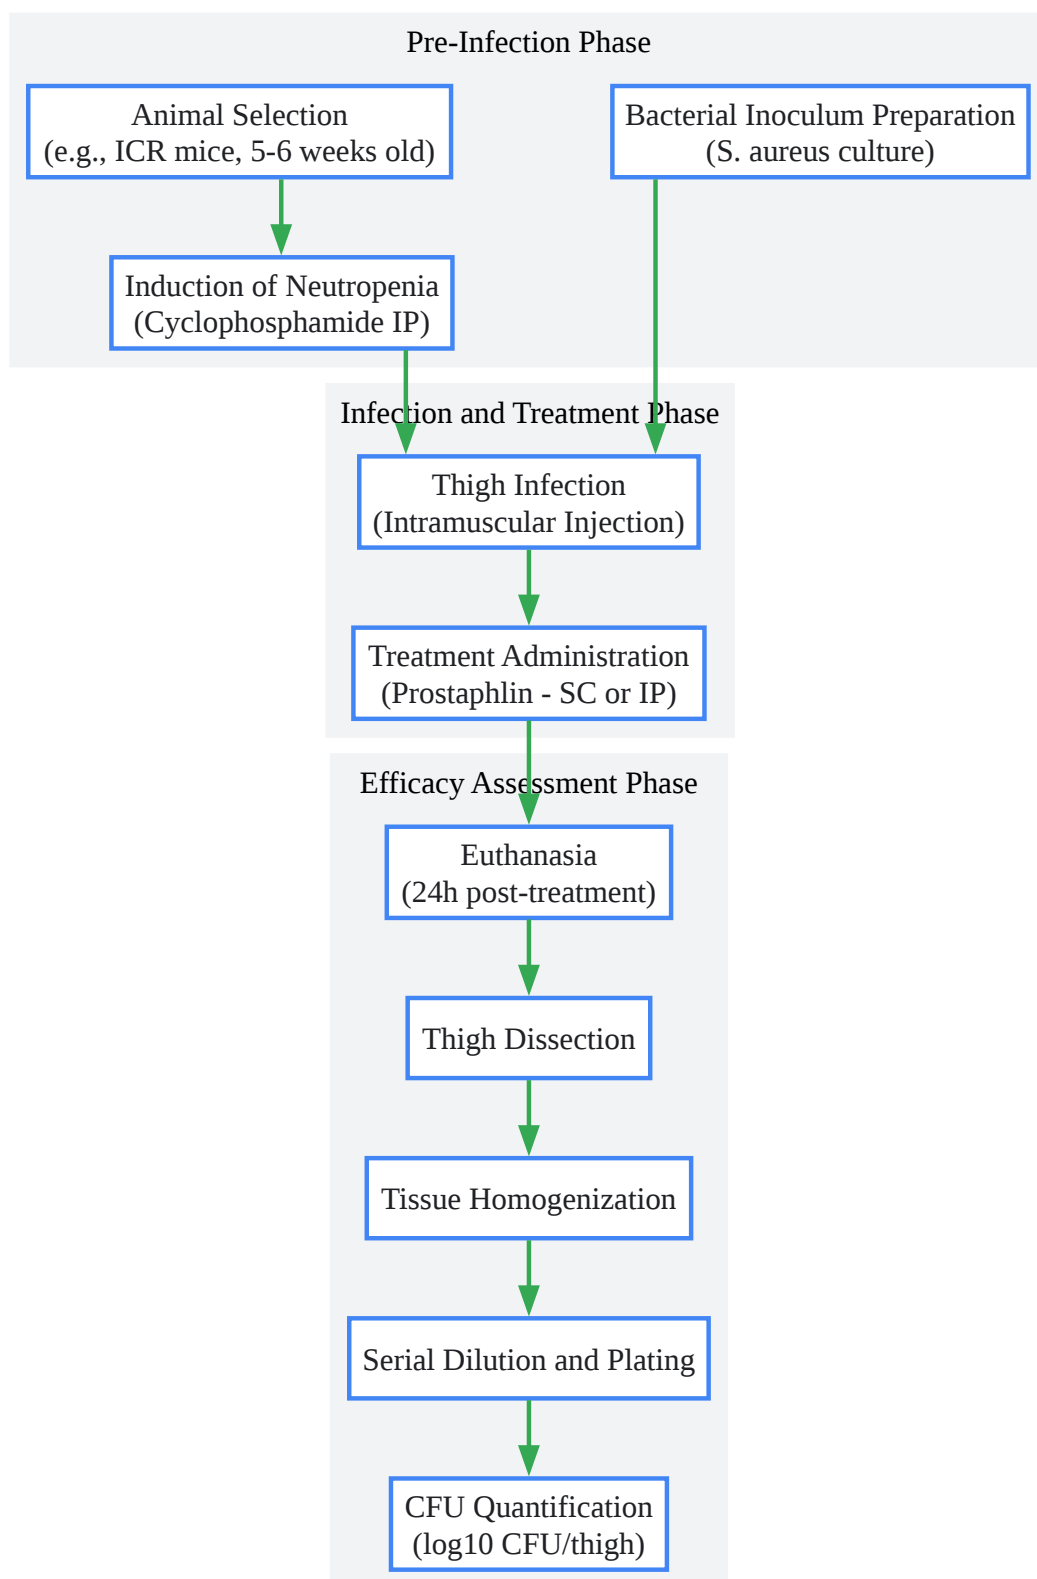 Pre-Infection Phase
Animal Selection
(e.g., ICR mice, 5-6 weeks old)
Bacterial Inoculum Preparation
(S. aureus culture)
Induction of Neutropenia
(Cyclophosphamide IP)
Infection and Treatment Phase
Thigh Infection
(Intramuscular Injection)
Treatment Administration
(Prostaphlin - SC or IP)
Efficacy Assessment Phase
Euthanasia
(24h post-treatment)
Thigh Dissection
Tissue Homogenization
Serial Dilution and Plating
CFU Quantification
(log10 CFU/thigh)